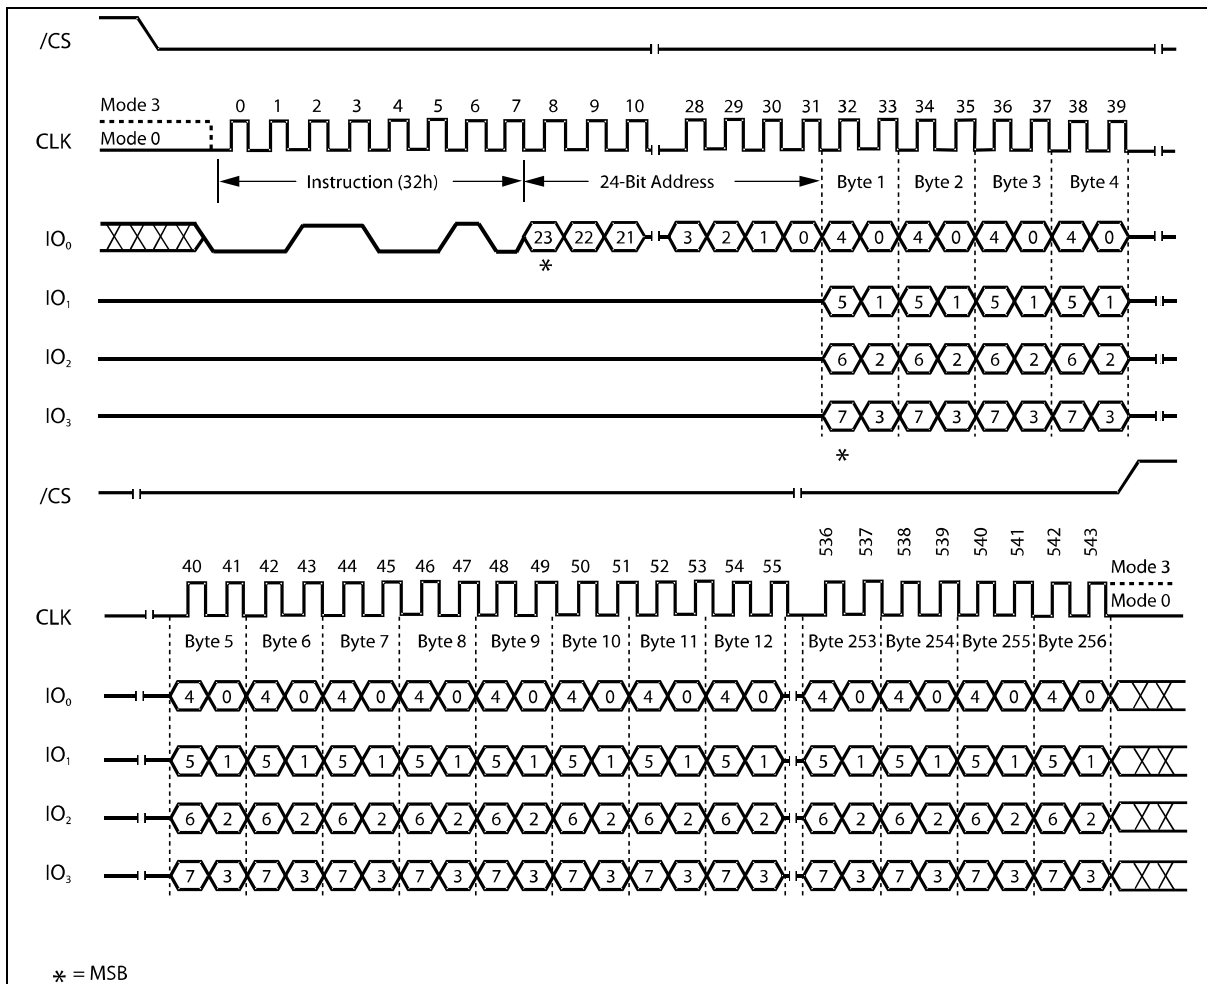 /CS
0 1 2 3 4 5 6 7 8 9 10 28 29 30 31 32 33 34 35 36 37 38 39
Mode 3
Mode 0
CLK
Instruction (32h) 24-Bit Address Byte 1 Byte 2 Byte 3 Byte 4
IO₀ 23 22 21 3 2 1 0 4 0 4 0 4 0 4 0
*
IO₁ 5 1 5 1 5 1 5 1
IO₂ 6 2 6 2 6 2 6 2
IO₃ 7 3 7 3 7 3 7 3
*
/CS
40 41 42 43 44 45 46 47 48 49 50 51 52 53 54 55 536 537 538 539 540 541 542 543
Mode 3
Mode 0
CLK
Byte 5 Byte 6 Byte 7 Byte 8 Byte 9 Byte 10 Byte 11 Byte 12 Byte 253 Byte 254 Byte 255 Byte 256
IO₀ 4 0 4 0 4 0 4 0 4 0 4 0 4 0 4 0 4 0 4 0 4 0 4 0
IO₁ 5 1 5 1 5 1 5 1 5 1 5 1 5 1 5 1 5 1 5 1 5 1 5 1
IO₂ 6 2 6 2 6 2 6 2 6 2 6 2 6 2 6 2 6 2 6 2 6 2 6 2
IO₃ 7 3 7 3 7 3 7 3 7 3 7 3 7 3 7 3 7 3 7 3 7 3 7 3
* = MSB